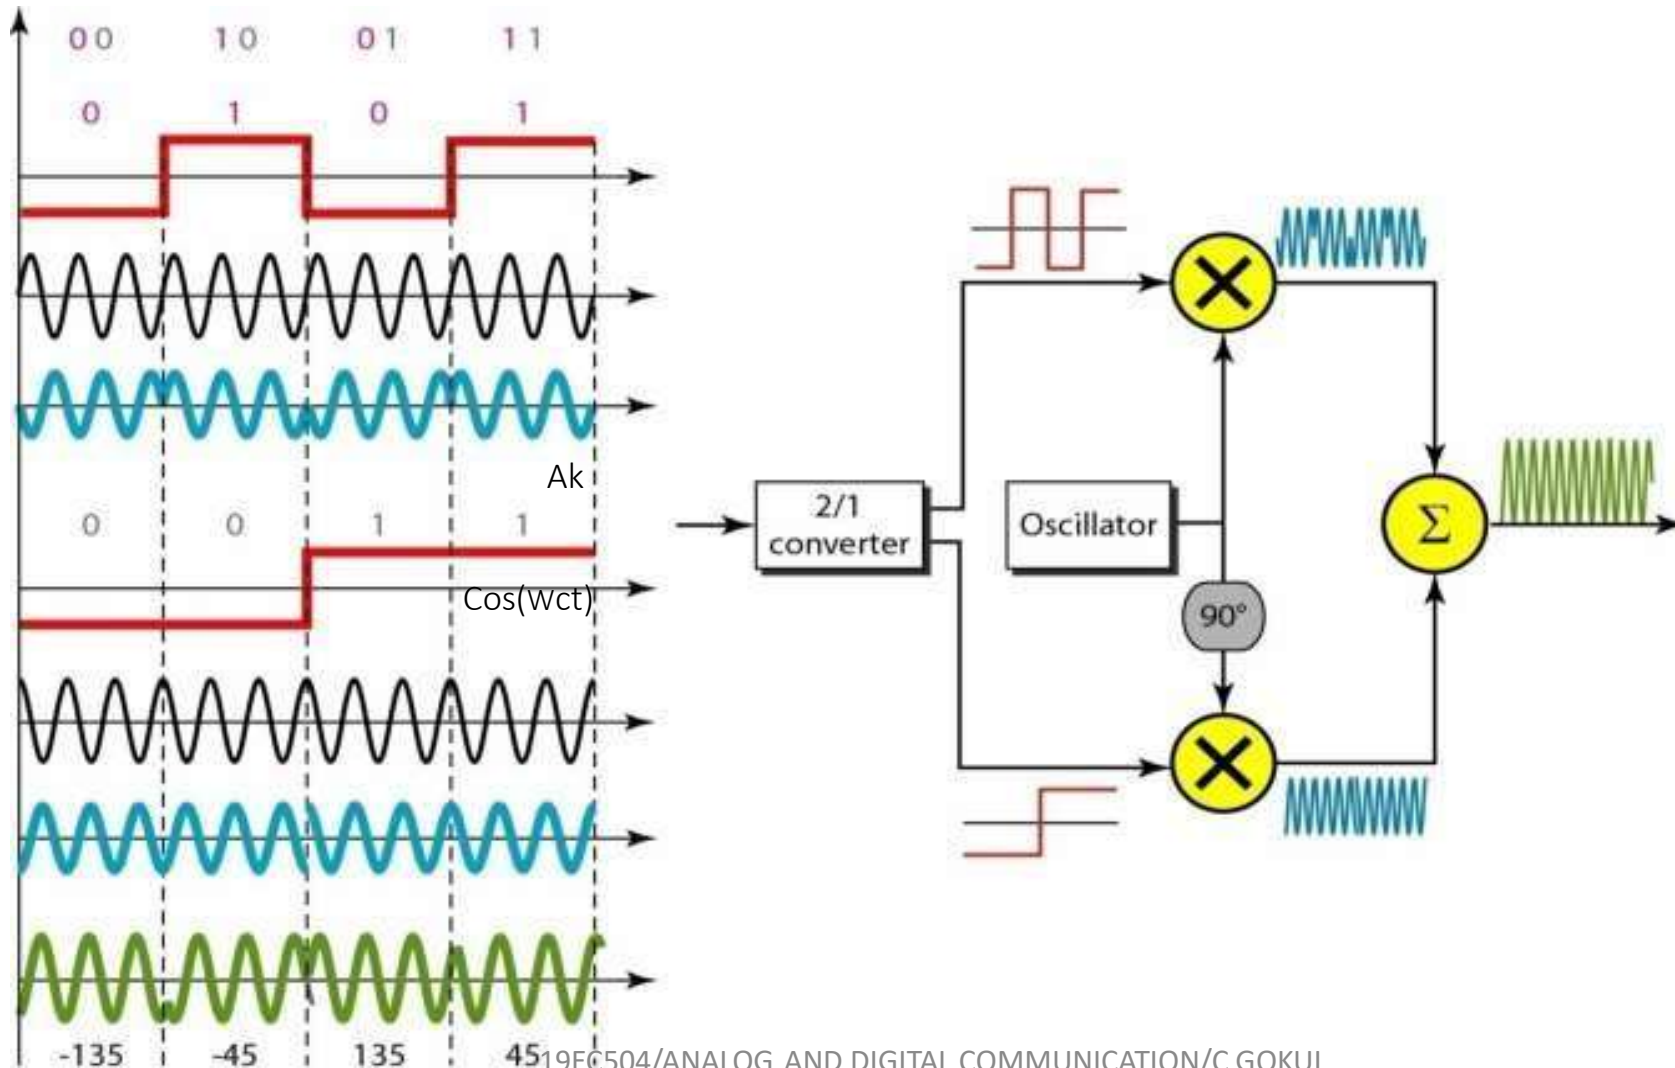 00 10 01 11
0 1 0 1
Ak
0 0 1 1
Cos(Wct)
-135 -45 135 45
2/1
converter
Oscillator
90°
Σ
19EC504/ANALOG AND DIGITAL COMMUNICATION/C.GOKUL